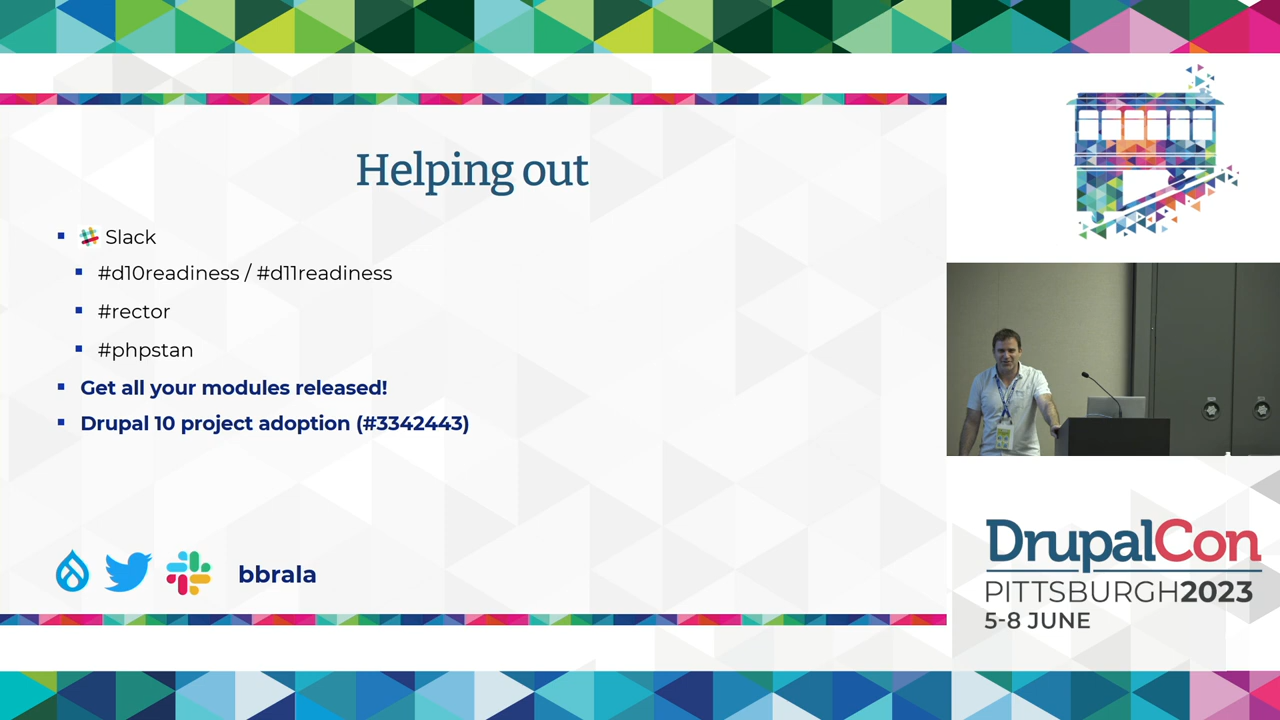 Helping out
Slack
#d10readiness / #d11readiness
#rector
#phpstan
Get all your modules released!
Drupal 10 project adoption (#3342443)
bbrala
DrupalCon
PITTSBURGH2023
5-8 JUNE